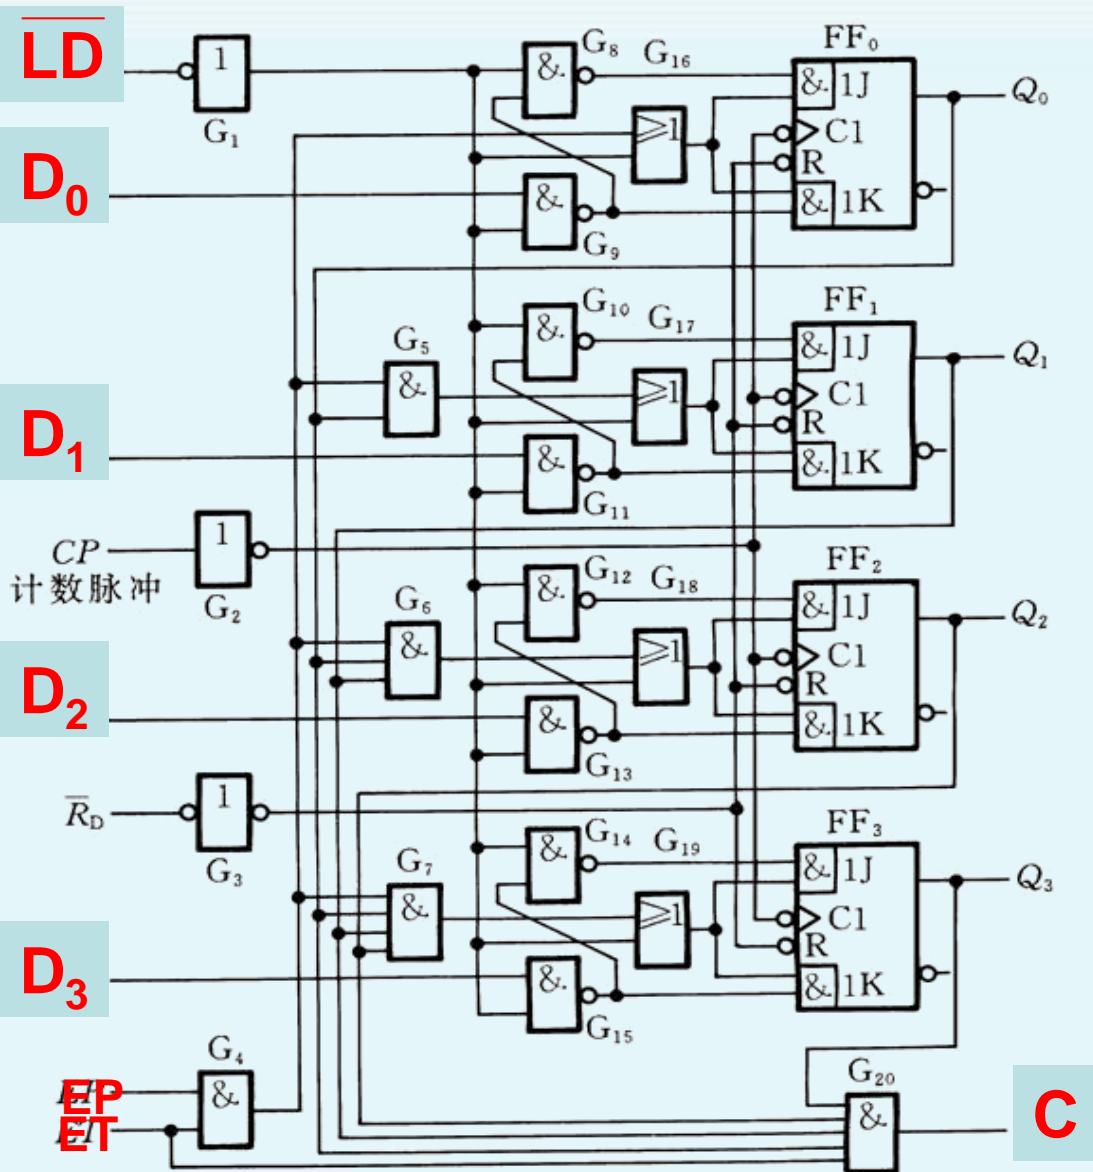 L̅D̅
1
G₁
&
G₈
G₁₆
FF₀
&
1J
C1
R
&
1K
Q₀
≥1
D₀
&
G₉
&
G₁₀
G₁₇
FF₁
&
1J
C1
R
&
1K
Q₁
G₅
&
≥1
D₁
&
G₁₁
CP
计数脉冲
1
G₂
&
G₁₂
G₁₈
FF₂
&
1J
C1
R
&
1K
Q₂
G₆
&
≥1
D₂
&
G₁₃
R̅D
1
G₃
&
G₁₄
G₁₉
FF₃
&
1J
C1
R
&
1K
Q₃
G₇
&
≥1
D₃
&
G₁₅
G₄
&
EP
ET
G₂₀
&
C